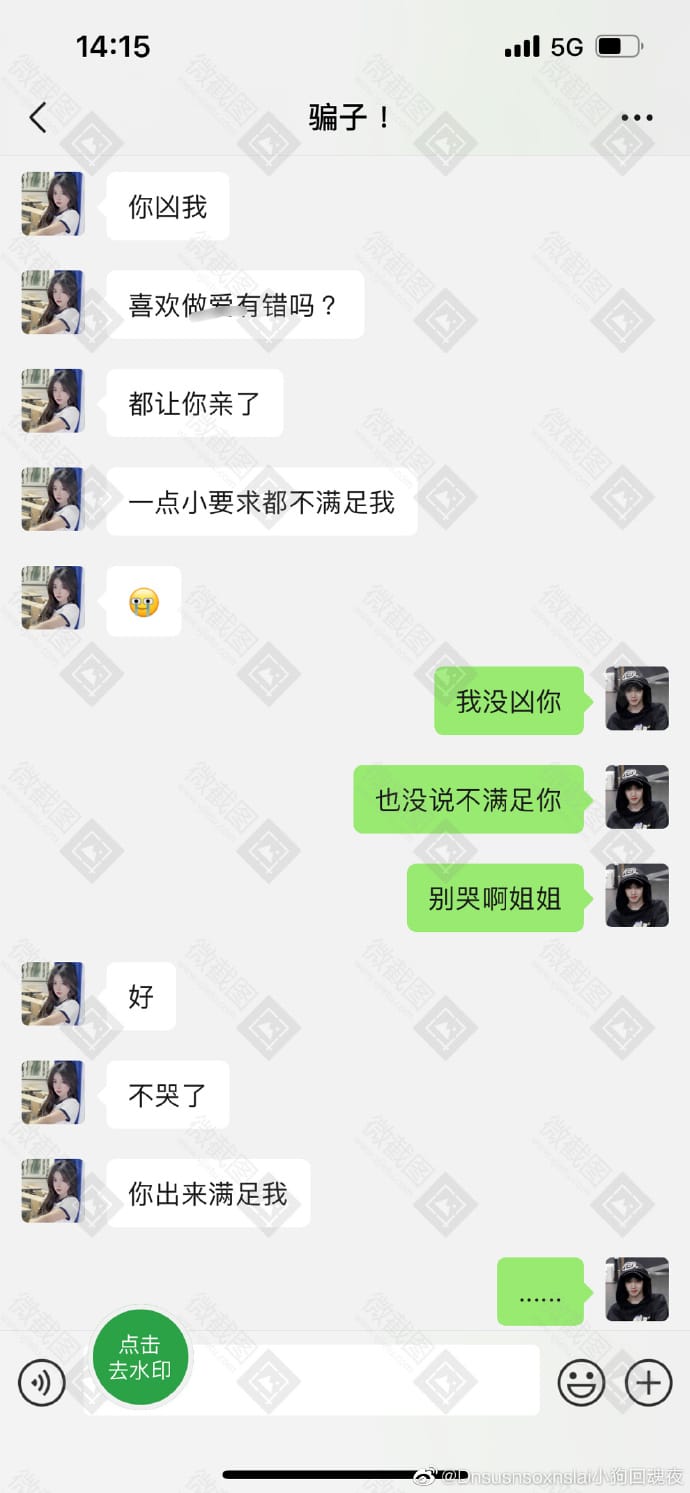 14:15
5G
骗子！
你凶我
喜欢做爱有错吗？
都让你亲了
一点小要求都不满足我
我没凶你
也没说不满足你
别哭啊姐姐
好
不哭了
你出来满足我
......
点击
去水印
@Dnsusnsoxnslai小狗回魂夜
微截图